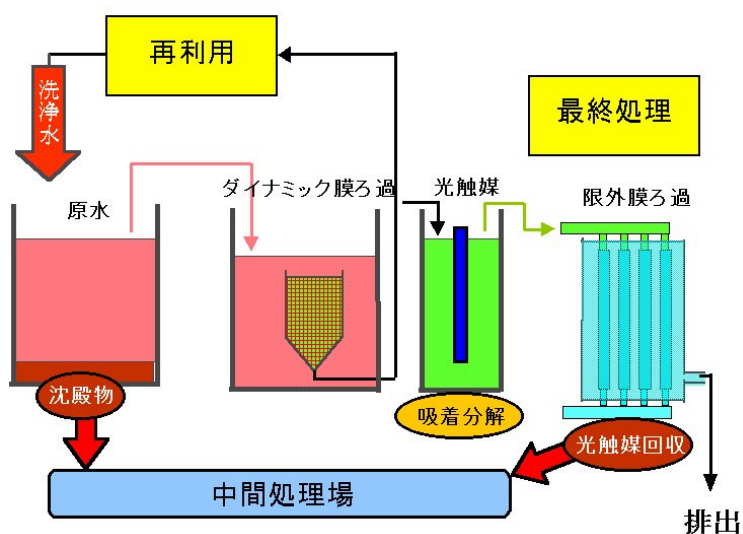 再利用
洗浄水
最終処理
ダイナミック膜ろ過
光触媒
限外膜ろ過
原水
沈殿物
吸着分解
光触媒回収
中間処理場
排出